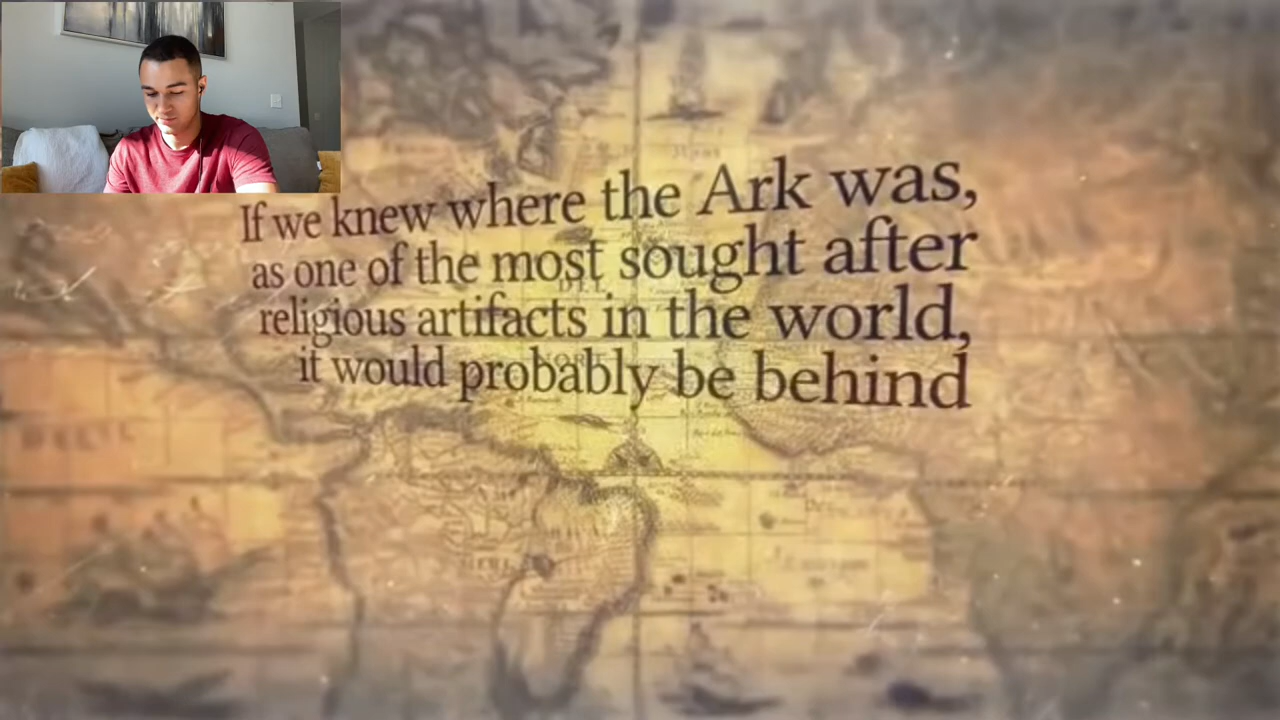 If we knew where the Ark was,
as one of the most sought after
religious artifacts in the world,
it would probably be behind